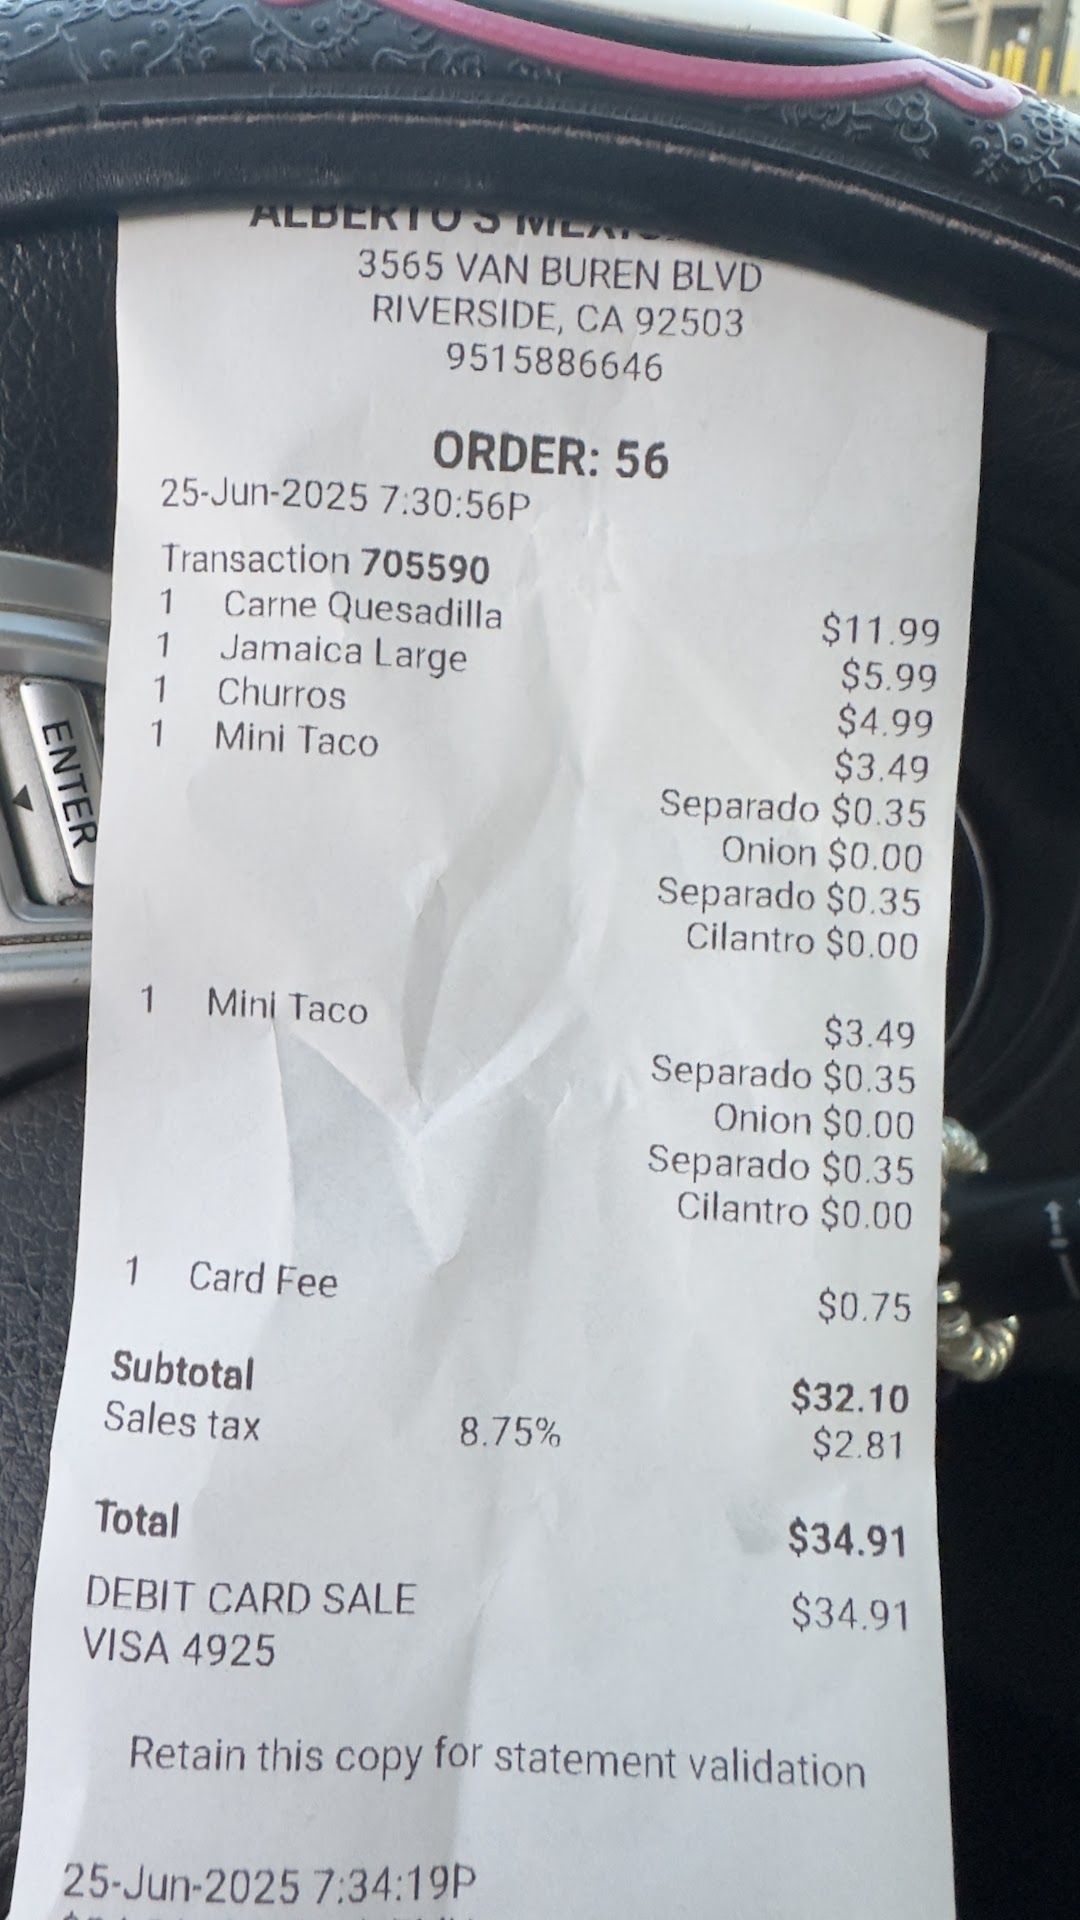 ALBERTO'S
3565 VAN BUREN BLVD
RIVERSIDE, CA 92503
9515886646
ORDER: 56
25-Jun-2025 7:30:56P
Transaction 705590
1 Carne Quesadilla $11.99
1 Jamaica Large $5.99
1 Churros $4.99
1 Mini Taco $3.49
Separado $0.35
Onion $0.00
Separado $0.35
Cilantro $0.00
1 Mini Taco $3.49
Separado $0.35
Onion $0.00
Separado $0.35
Cilantro $0.00
1 Card Fee $0.75
Subtotal $32.10
Sales tax 8.75% $2.81
Total $34.91
DEBIT CARD SALE $34.91
VISA 4925
Retain this copy for statement validation
25-Jun-2025 7:34:19P
ENTER